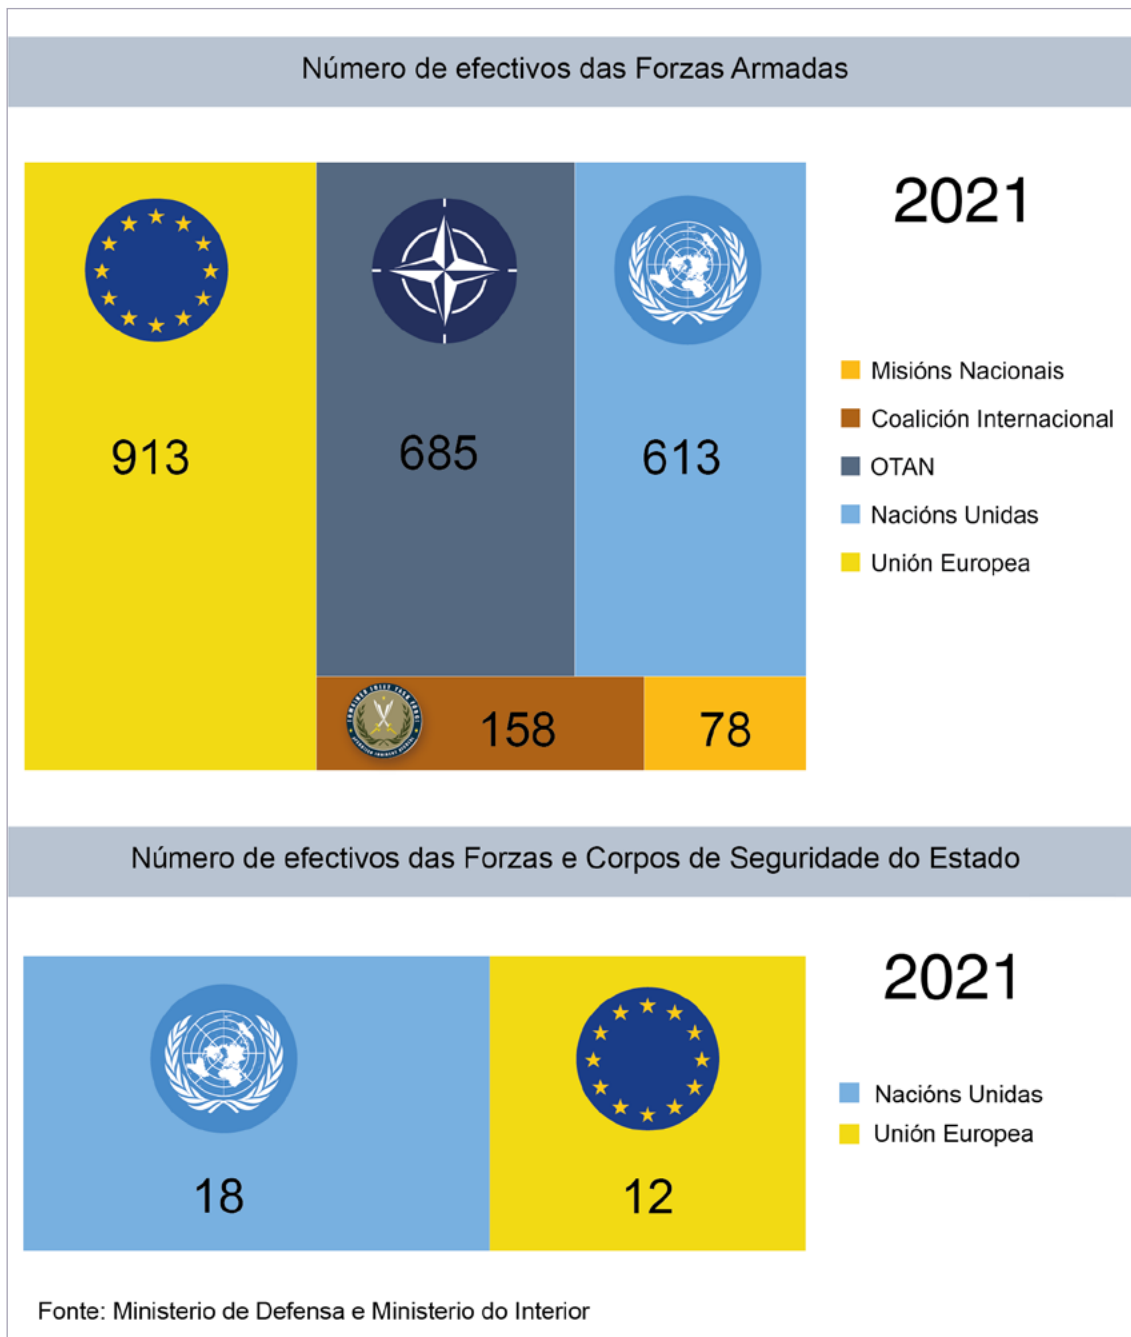 Número de efectivos das Forzas Armadas
2021
913
685
613
158
78
Misións Nacionais
Coalición Internacional
OTAN
Nacións Unidas
Unión Europea
Número de efectivos das Forzas e Corpos de Seguridade do Estado
2021
18
12
Nacións Unidas
Unión Europea
Fonte: Ministerio de Defensa e Ministerio do Interior